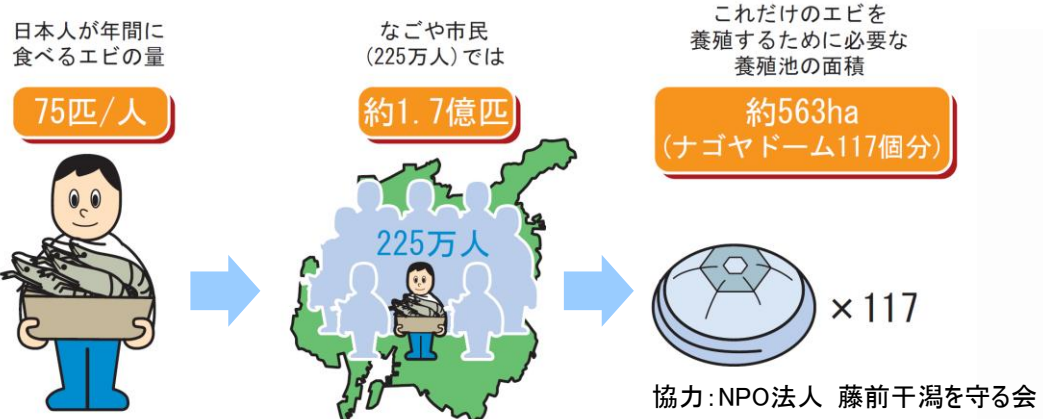 日本人が年間に
食べるエビの量
75匹/人
なごや市民
(225万人)では
約1.7億匹
225万人
これだけのエビを
養殖するために必要な
養殖池の面積
約563ha
(ナゴヤドーム117個分)
×117
協力:NPO法人 藤前干潟を守る会